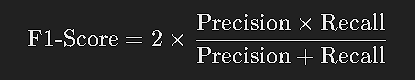 F1-Score = 2 × Precision × Recall / Precision + Recall